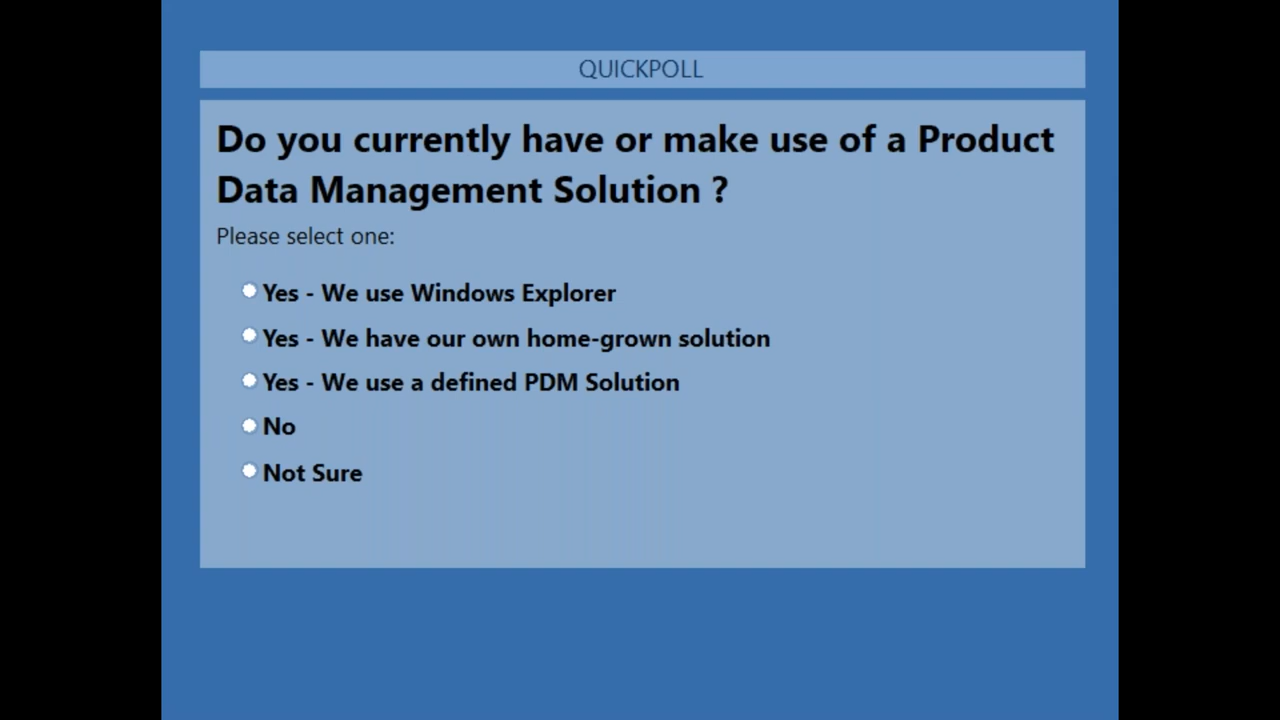 QUICKPOLL
Do you currently have or make use of a Product
Data Management Solution ?
Please select one:
Yes - We use Windows Explorer
Yes - We have our own home-grown solution
Yes - We use a defined PDM Solution
No
Not Sure